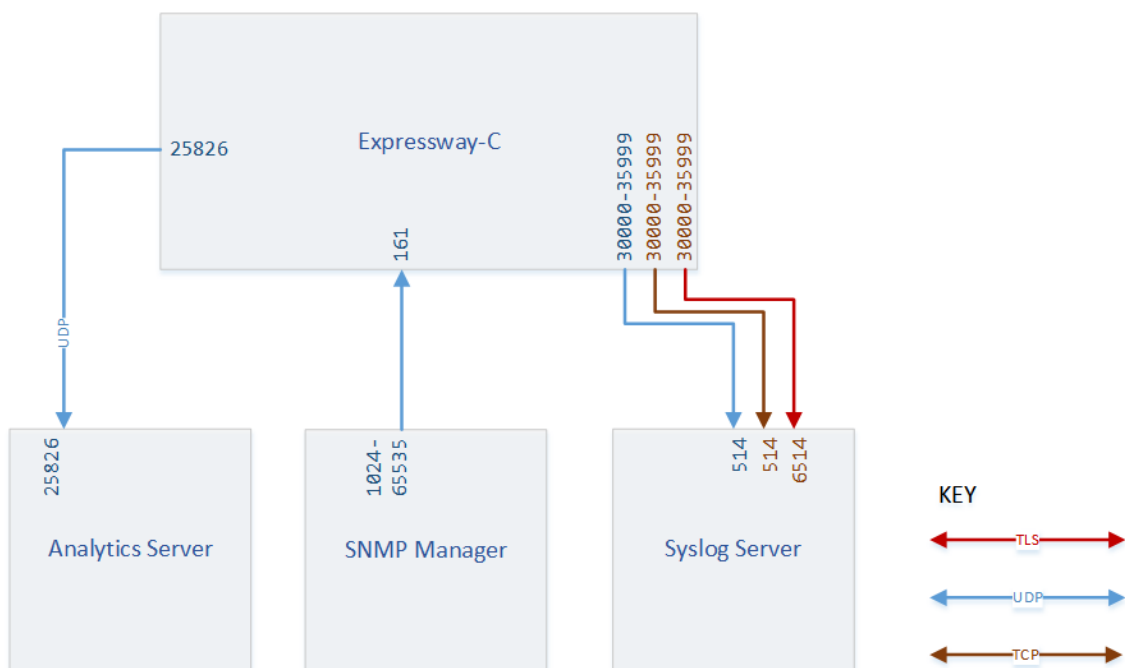 Expressway-C
25826
161
30000-35999
30000-35999
30000-35999
UDP
25826
1024-
65535
514
514
6514
Analytics Server
SNMP Manager
Syslog Server
KEY
TLS
UDP
TCP